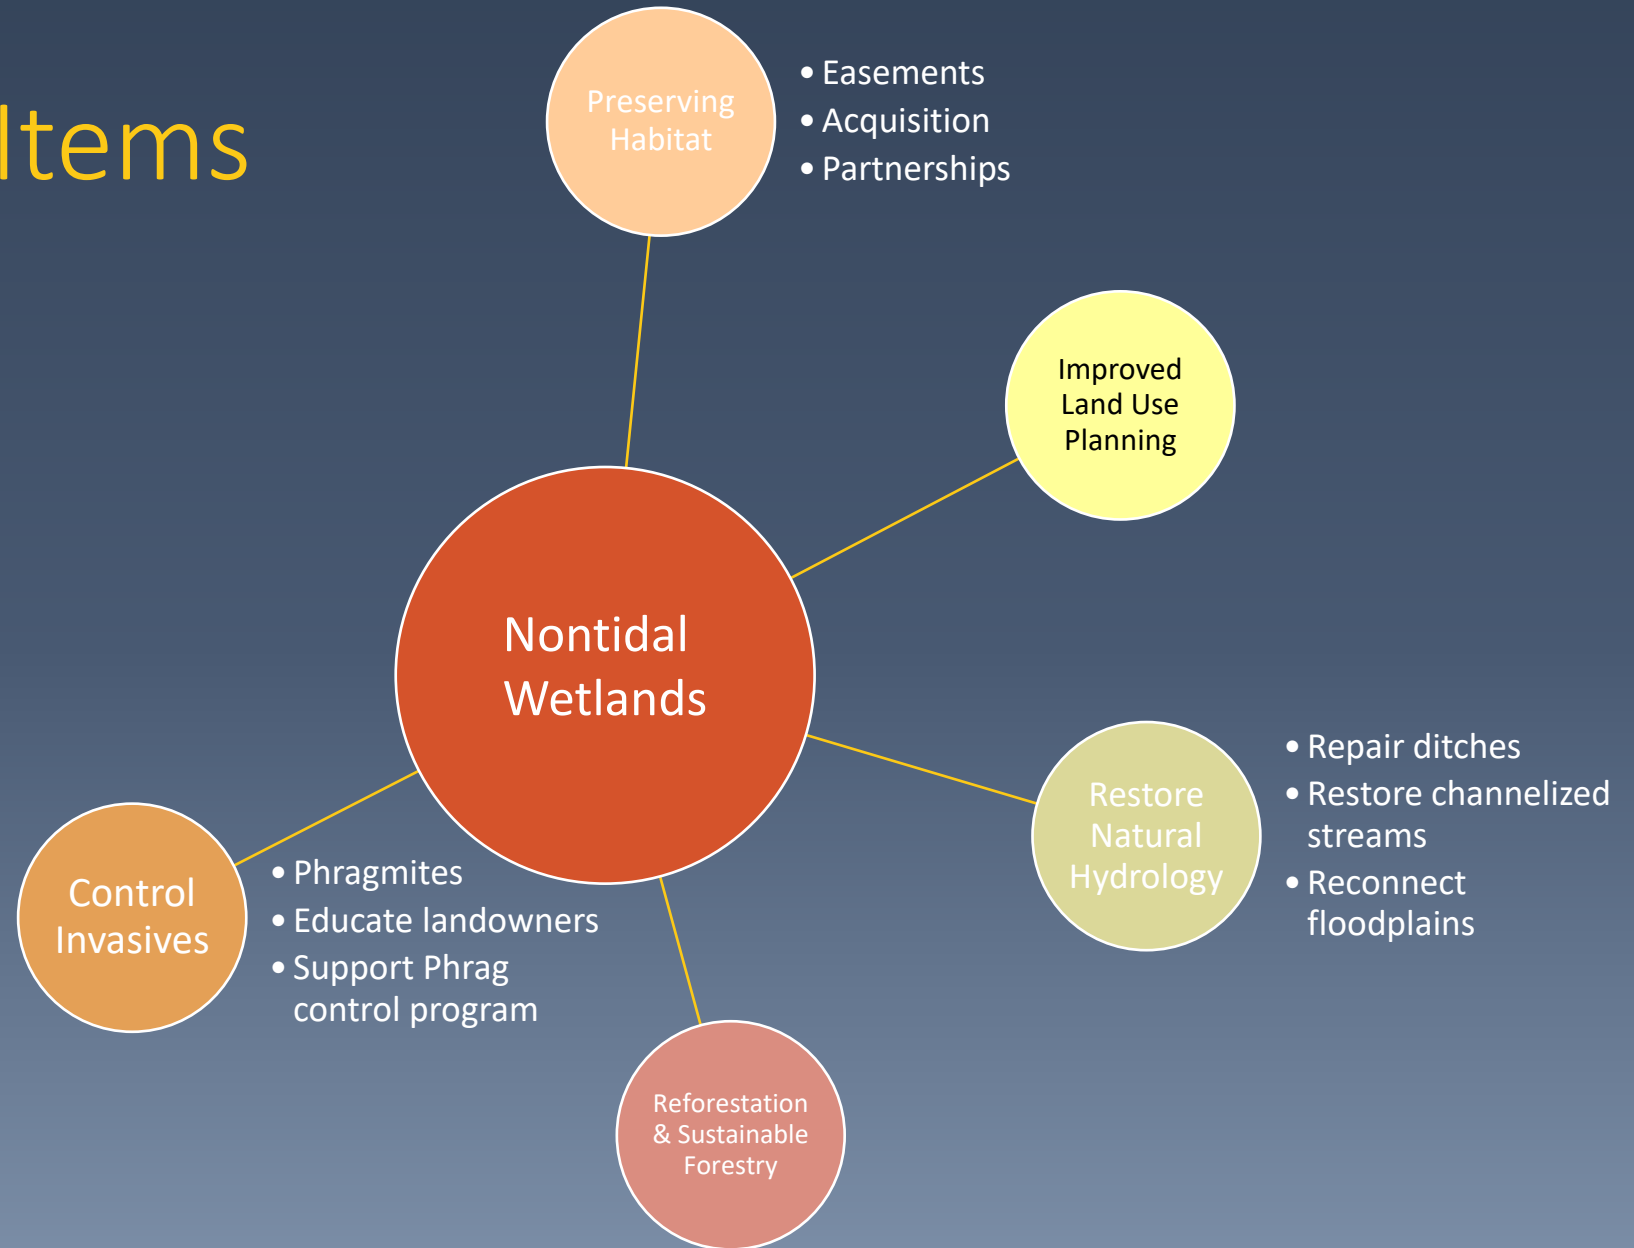 Items
Preserving
Habitat
• Easements
• Acquisition
• Partnerships
Improved
Land Use
Planning
Nontidal
Wetlands
Restore
Natural
Hydrology
• Repair ditches
• Restore channelized
streams
• Reconnect
floodplains
Control
Invasives
• Phragmites
• Educate landowners
• Support Phrag
control program
Reforestation
& Sustainable
Forestry